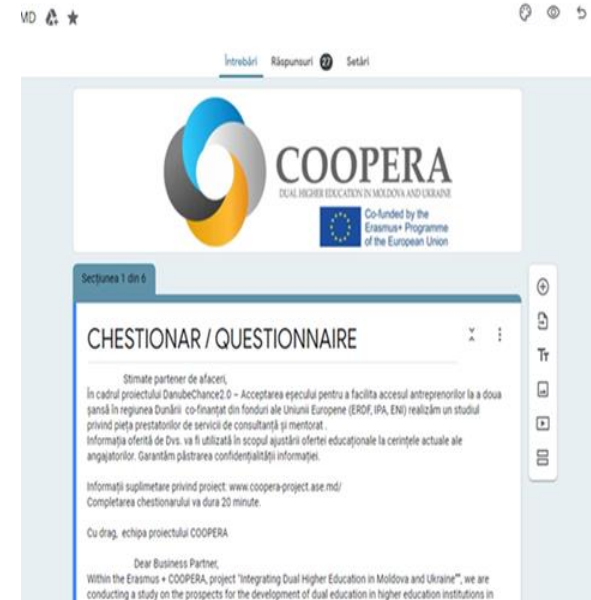 MD
Întrebări Răspunsuri 27 Setări
COOPERA
DUAL HIGHER EDUCATION IN MOLDOVA AND UKRAINE
Co-funded by the
Erasmus+ Programme
of the European Union
Secțiunea 1 din 6
CHESTIONAR / QUESTIONNAIRE
Stimate partener de afaceri,
În cadrul proiectului DanubeChance2.0 – Acceptarea eșecului pentru a facilita accesul antreprenorilor la a doua
șansă în regiunea Dunării co-finanțat din fonduri ale Uniunii Europene (ERDF, IPA, ENI) realizăm un studiul
privind piața prestatorilor de servicii de consultanță și mentorat .
Informația oferită de Dvs. va fi utilizată în scopul ajustării ofertei educaționale la cerințele actuale ale
angajatorilor. Garantăm păstrarea confidențialității informației.
Informații suplimetare privind proiect: www.coopera-project.ase.md/
Completarea chestionarului va dura 20 minute.
Cu drag, echipa proiectului COOPERA
Dear Business Partner,
Within the Erasmus + COOPERA, project "Integrating Dual Higher Education in Moldova and Ukraine"", we are
conducting a study on the prospects for the development of dual education in higher education institutions in
Tт